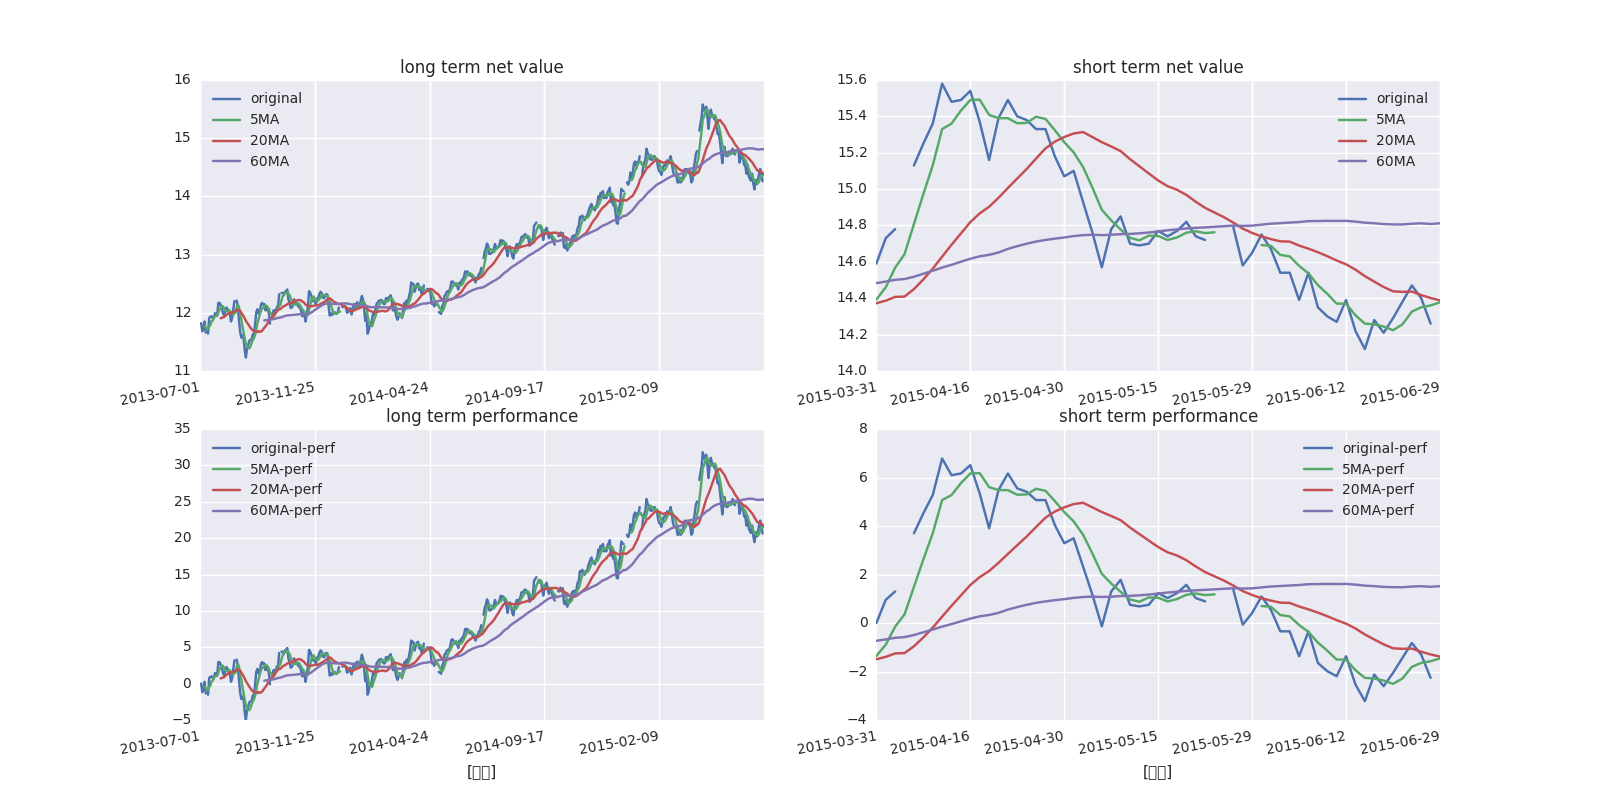 long term net value
16
15
14
13
12
11
original
5MA
20MA
60MA
2013-07-01
2013-11-25
2014-04-24
2014-09-17
2015-02-09
short term net value
15.6
15.4
15.2
15.0
14.8
14.6
14.4
14.2
14.0
original
5MA
20MA
60MA
2015-03-31
2015-04-16
2015-04-30
2015-05-15
2015-05-29
2015-06-12
2015-06-29
long term performance
35
30
25
20
15
10
5
0
−5
original-perf
5MA-perf
20MA-perf
60MA-perf
2013-07-01
2013-11-25
2014-04-24
2014-09-17
2015-02-09
short term performance
8
6
4
2
0
−2
−4
original-perf
5MA-perf
20MA-perf
60MA-perf
2015-03-31
2015-04-16
2015-04-30
2015-05-15
2015-05-29
2015-06-12
2015-06-29